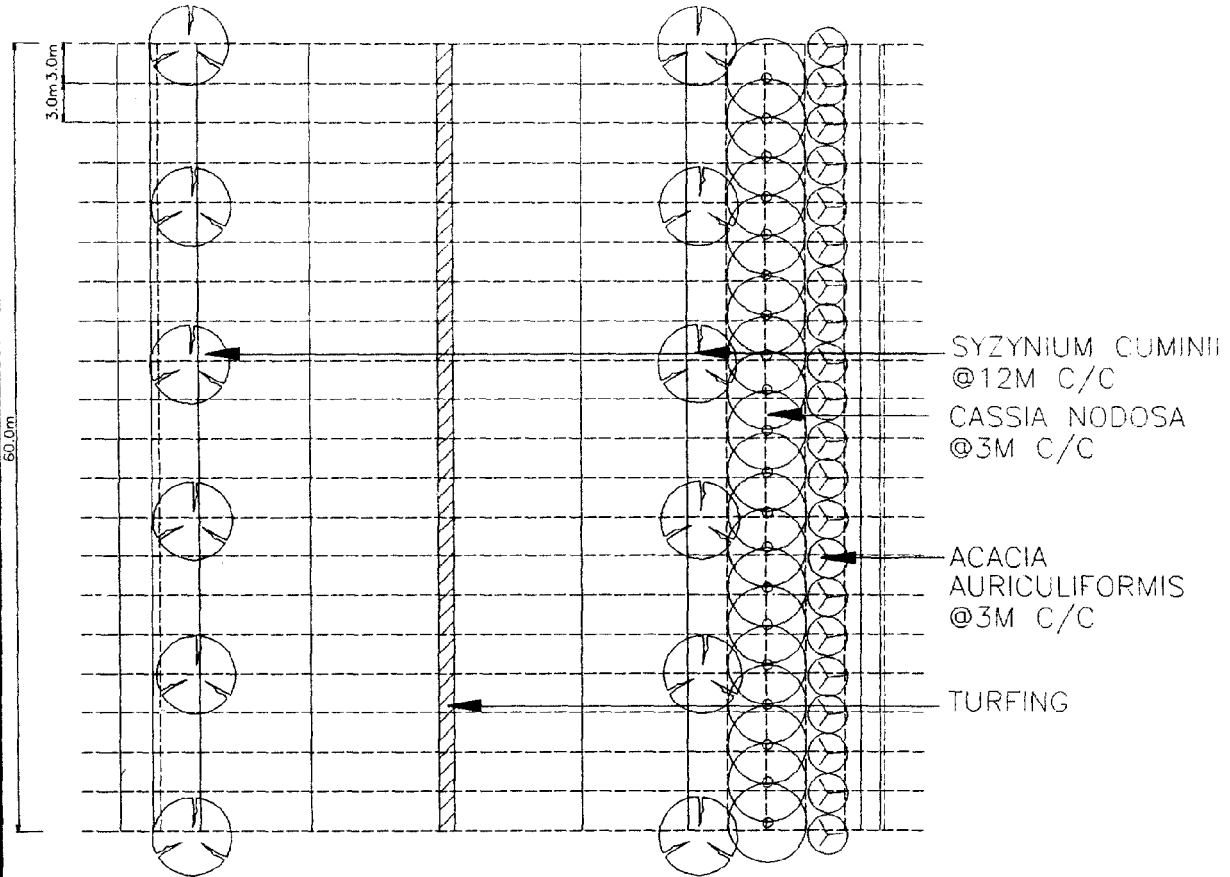 3.0m
3.0m
60.0m
SYZYNIUM CUMINII
@12M C/C
CASSIA NODOSA
@3M C/C
ACACIA
AURICULIFORMIS
@3M C/C
TURFING